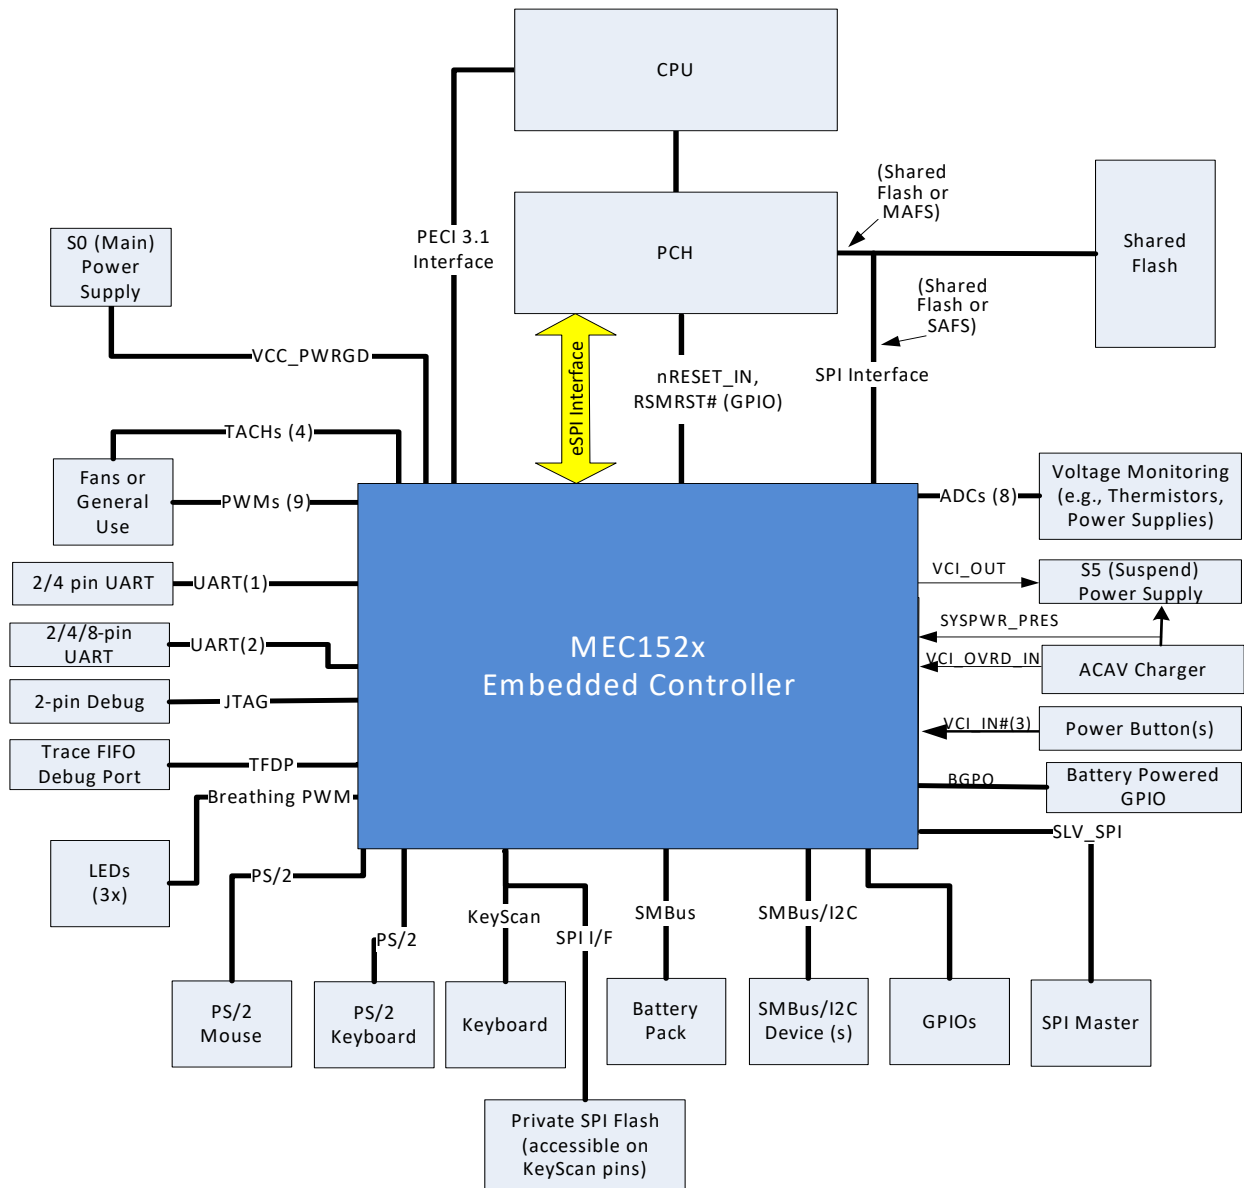 CPU
(Shared
Flash or
MAFS)
PCH
Shared
Flash
PECI 3.1
Interface
S0 (Main)
Power
Supply
(Shared
Flash or
SAFS)
VCC_PWRGD
eSPI Interface
nRESET_IN,
RSMRST# (GPIO)
SPI Interface
TACHs (4)
Fans or
General
Use
PWMs (9)
ADCs (8)
Voltage Monitoring
(e.g., Thermistors,
Power Supplies)
2/4 pin UART
UART(1)
VCI_OUT
S5 (Suspend)
Power Supply
2/4/8-pin
UART
UART(2)
SYSPWR_PRES
MEC152x
Embedded Controller
VCI_OVRD_IN
ACAV Charger
2-pin Debug
JTAG
VCI_IN#(3)
Power Button(s)
Trace FIFO
Debug Port
TFDP
BGPO
Battery Powered
GPIO
Breathing PWM
SLV_SPI
LEDs
(3x)
PS/2
PS/2
KeyScan
SPI I/F
SMBus
SMBus/I2C
PS/2
Mouse
PS/2
Keyboard
Keyboard
Battery
Pack
SMBus/I2C
Device (s)
GPIOs
SPI Master
Private SPI Flash
(accessible on
KeyScan pins)